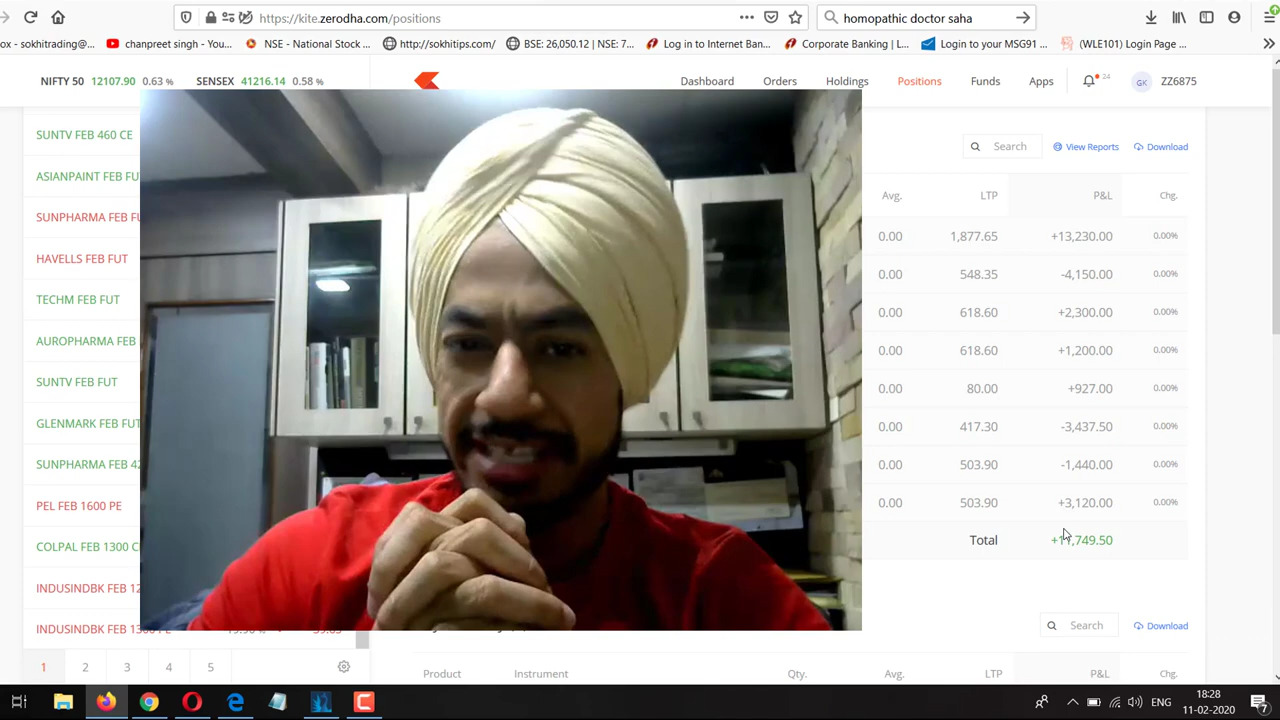 https://kite.zerodha.com/positions
homopathic doctor saha
ox - sokhitrading@... chanpreet singh - You... NSE - National Stock ... http://sokhitips.com/ BSE: 26,050.12 | NSE: 7... Log in to Internet Ban... Corporate Banking | L... Login to your MSG91 ... (WLE101) Login Page ...
NIFTY 50 12107.90 0.63 % SENSEX 41216.14 0.58 % Dashboard Orders Holdings Positions Funds Apps 24 GK ZZ6875
SUNTV FEB 460 CE
ASIANPAINT FEB FU
SUNPHARMA FEB FU
HAVELLS FEB FUT
TECHM FEB FUT
AUROPHARMA FEB
SUNTV FEB FUT
GLENMARK FEB FUT
SUNPHARMA FEB 42
PEL FEB 1600 PE
COLPAL FEB 1300 C
INDUSINDBK FEB 12
INDUSINDBK FEB 1300 PE
1 2 3 4 5
Search View Reports Download
Avg. LTP P&L Chg.
0.00 1,877.65 +13,230.00 0.00%
0.00 548.35 -4,150.00 0.00%
0.00 618.60 +2,300.00 0.00%
0.00 618.60 +1,200.00 0.00%
0.00 80.00 +927.00 0.00%
0.00 417.30 -3,437.50 0.00%
0.00 503.90 -1,440.00 0.00%
0.00 503.90 +3,120.00 0.00%
Total
Search Download
Product Instrument Qty. Avg. LTP P&L Chg.
ENG 18:28
11-02-2020 7